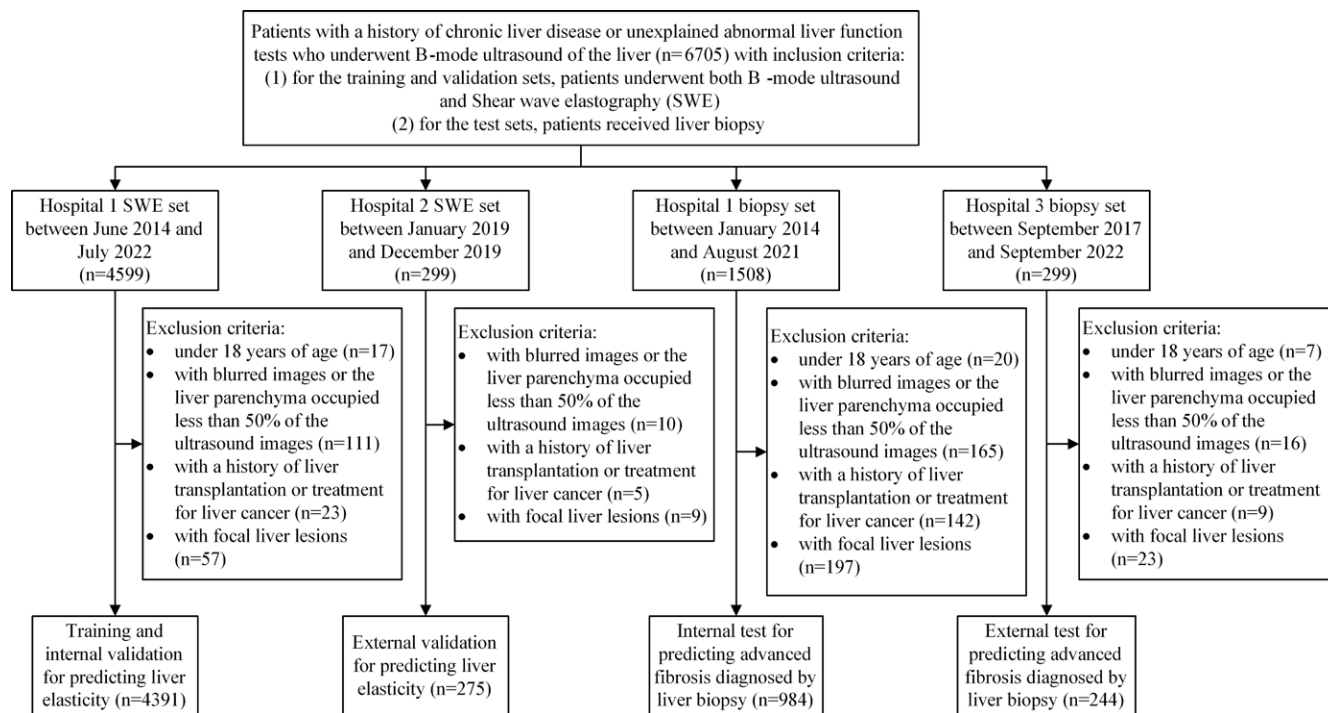 Patients with a history of chronic liver disease or unexplained abnormal liver function
tests who underwent B-mode ultrasound of the liver (n=6705) with inclusion criteria:
(1) for the training and validation sets, patients underwent both B -mode ultrasound
and Shear wave elastography (SWE)
(2) for the test sets, patients received liver biopsy
Hospital 1 SWE set
between June 2014 and
July 2022
(n=4599)
Hospital 2 SWE set
between January 2019
and December 2019
(n=299)
Hospital 1 biopsy set
between January 2014
and August 2021
(n=1508)
Hospital 3 biopsy set
between September 2017
and September 2022
(n=299)
Exclusion criteria:
• under 18 years of age (n=17)
• with blurred images or the
liver parenchyma occupied
less than 50% of the
ultrasound images (n=111)
• with a history of liver
transplantation or treatment
for liver cancer (n=23)
• with focal liver lesions
(n=57)
Exclusion criteria:
• with blurred images or the
liver parenchyma occupied
less than 50% of the
ultrasound images (n=10)
• with a history of liver
transplantation or treatment
for liver cancer (n=5)
• with focal liver lesions (n=9)
Exclusion criteria:
• under 18 years of age (n=20)
• with blurred images or the
liver parenchyma occupied
less than 50% of the
ultrasound images (n=165)
• with a history of liver
transplantation or treatment
for liver cancer (n=142)
• with focal liver lesions
(n=197)
Exclusion criteria:
• under 18 years of age (n=7)
• with blurred images or the
liver parenchyma occupied
less than 50% of the
ultrasound images (n=16)
• with a history of liver
transplantation or treatment
for liver cancer (n=9)
• with focal liver lesions
(n=23)
Training and
internal validation
for predicting liver
elasticity (n=4391)
External validation
for predicting liver
elasticity (n=275)
Internal test for
predicting advanced
fibrosis diagnosed by
liver biopsy (n=984)
External test for
predicting advanced
fibrosis diagnosed by
liver biopsy (n=244)